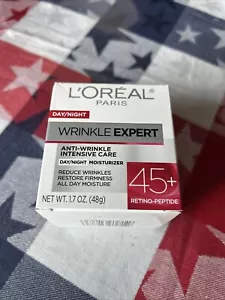 L'ORÉAL
PARIS
DAY/NIGHT
WRINKLE EXPERT
ANTI-WRINKLE
INTENSIVE CARE
DAY/NIGHT MOISTURIZER
REDUCE WRINKLES
RESTORE FIRMNESS
ALL DAY MOISTURE
45+
RETINO-PEPTIDE
NET WT. 1.7 OZ. (48g)